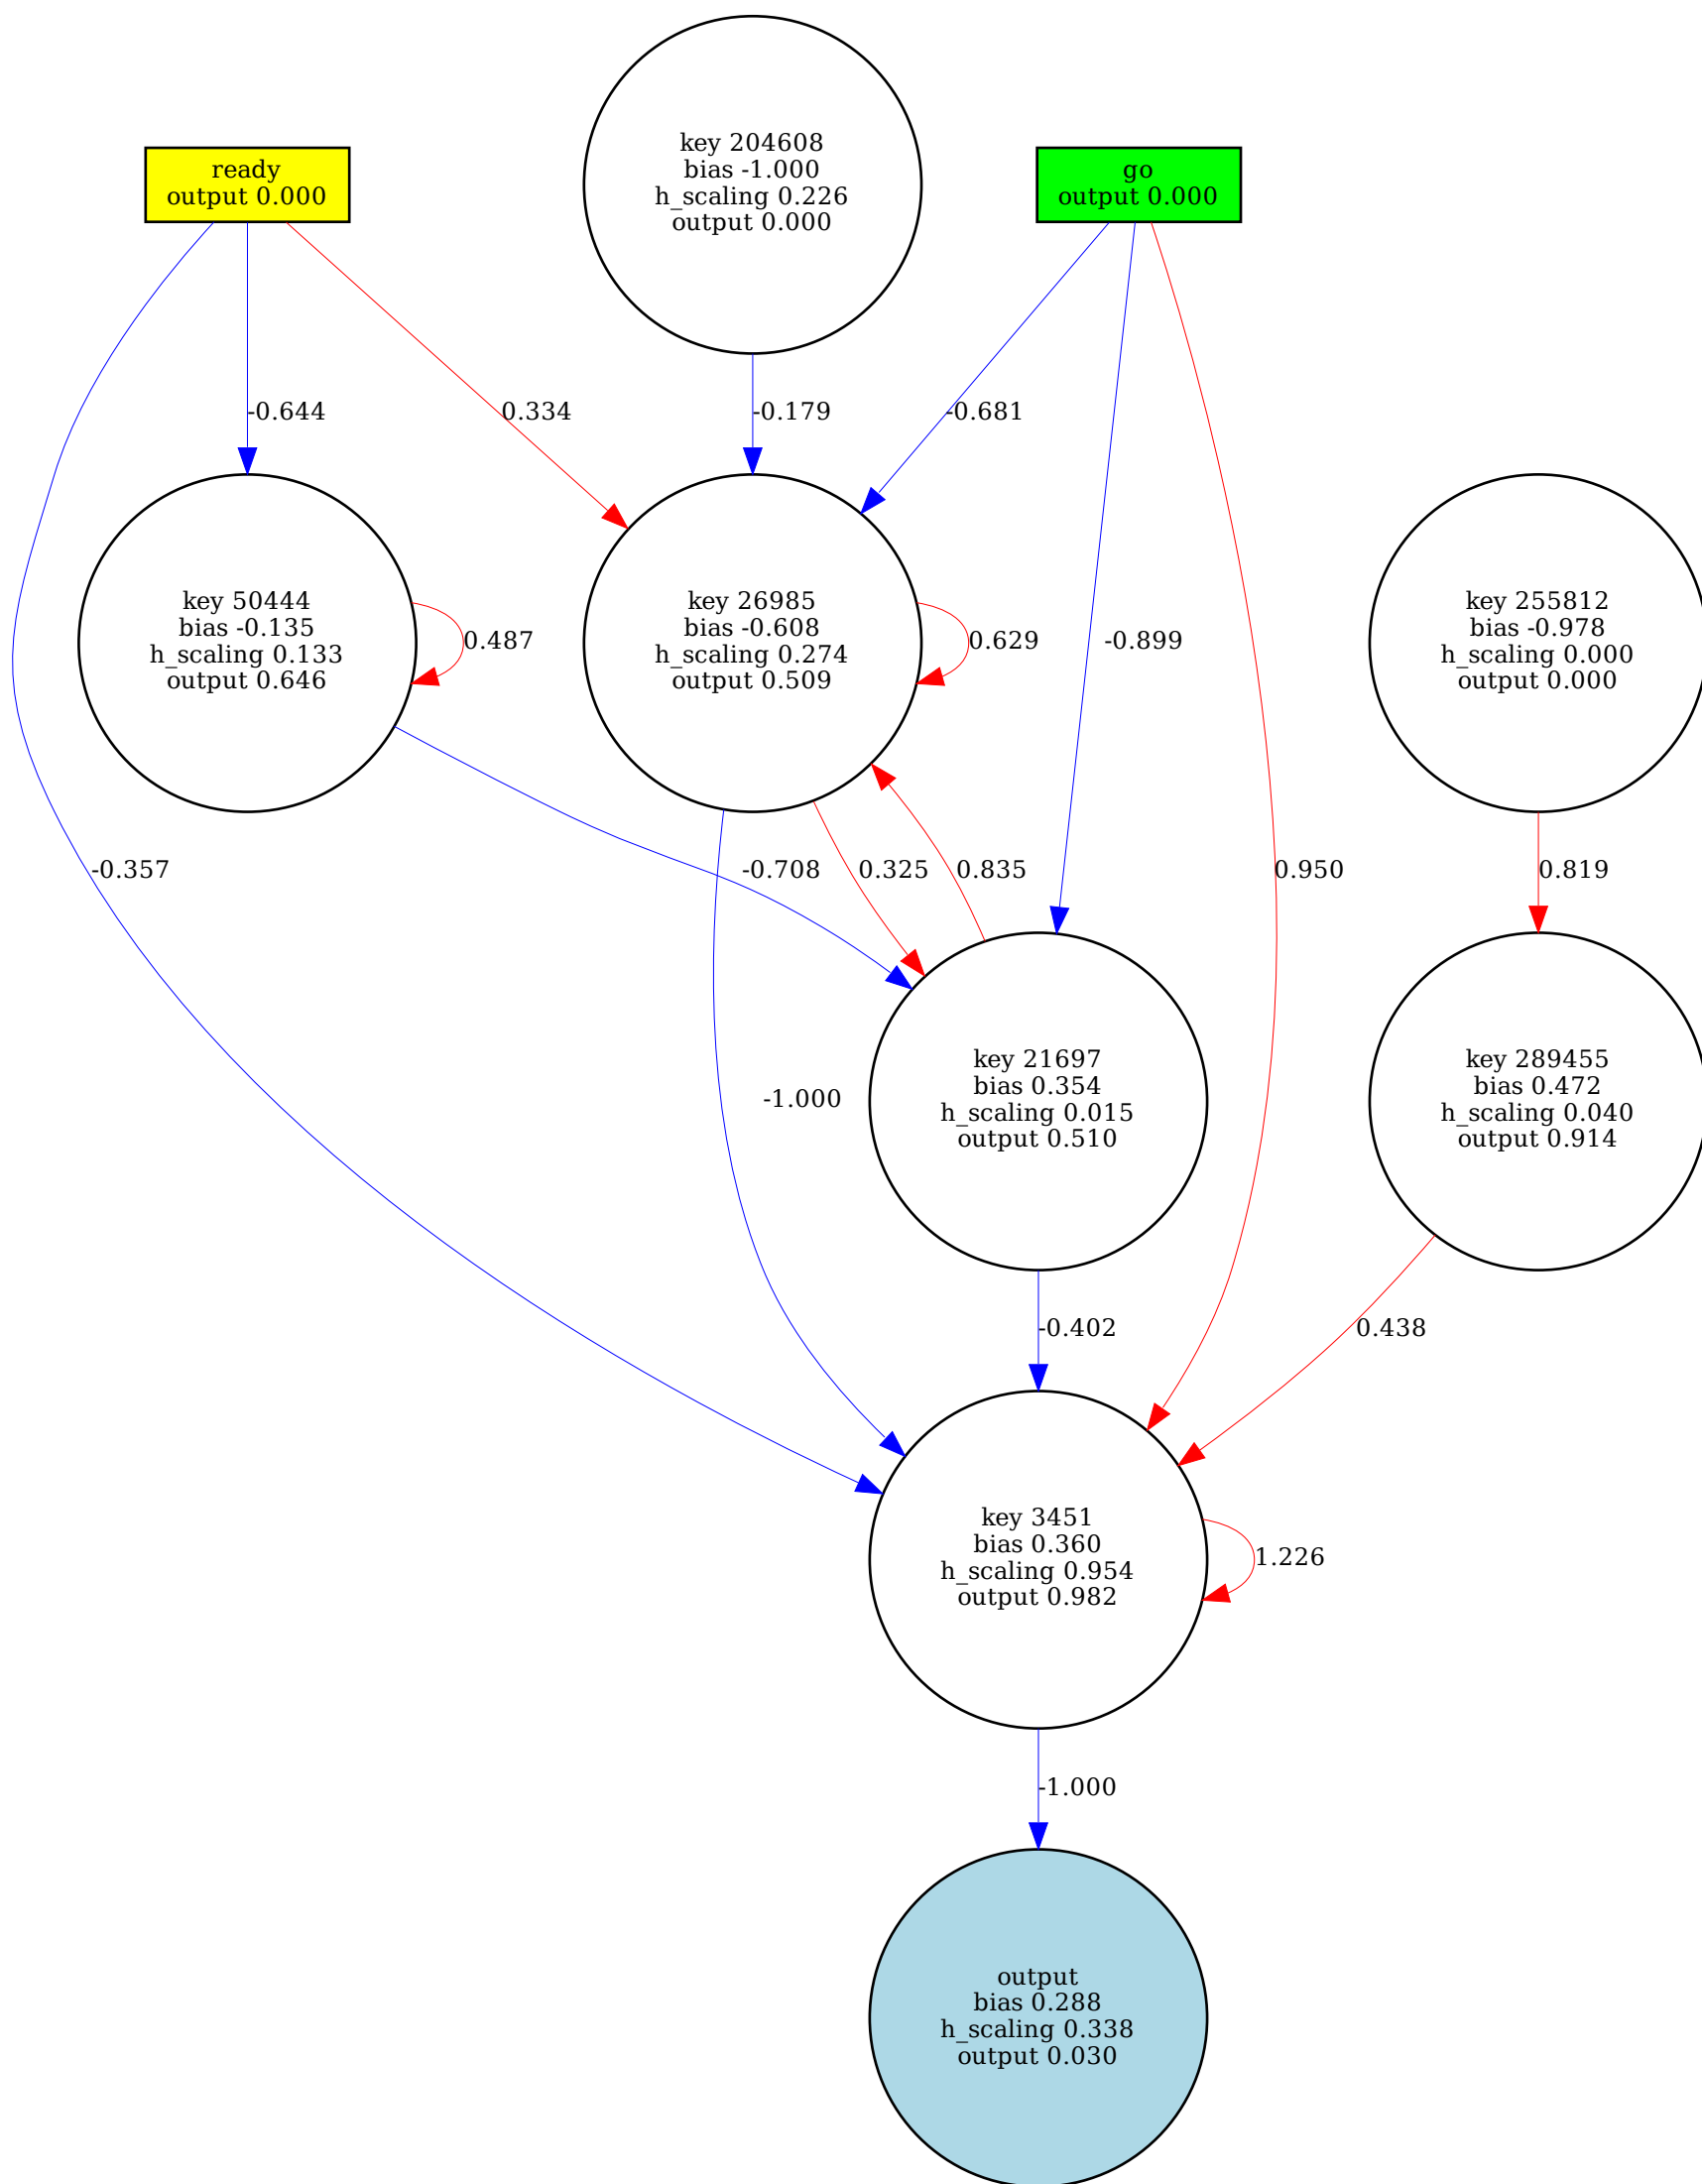 key 204608
bias -1.000
h_scaling 0.226
output 0.000
ready
output 0.000
go
output 0.000
-0.644
0.334
-0.179
-0.681
key 50444
bias -0.135
h_scaling 0.133
output 0.646
0.487
key 26985
bias -0.608
h_scaling 0.274
output 0.509
0.629
-0.899
key 255812
bias -0.978
h_scaling 0.000
output 0.000
-0.357
-0.708
0.325
0.835
0.950
0.819
-1.000
key 21697
bias 0.354
h_scaling 0.015
output 0.510
key 289455
bias 0.472
h_scaling 0.040
output 0.914
-0.402
0.438
key 3451
bias 0.360
h_scaling 0.954
output 0.982
1.226
-1.000
output
bias 0.288
h_scaling 0.338
output 0.030